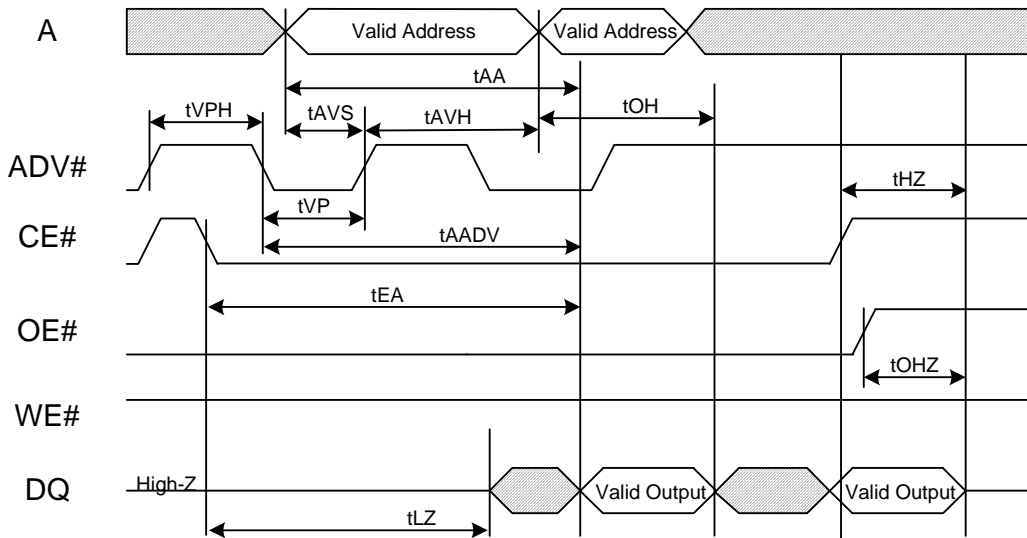 A
Valid Address
Valid Address
tAA
tVPH
tAVS
tAVH
tOH
ADV#
tHZ
tVP
CE#
tAADV
tEA
OE#
tOHZ
WE#
DQ
High-Z
Valid Output
Valid Output
tLZ